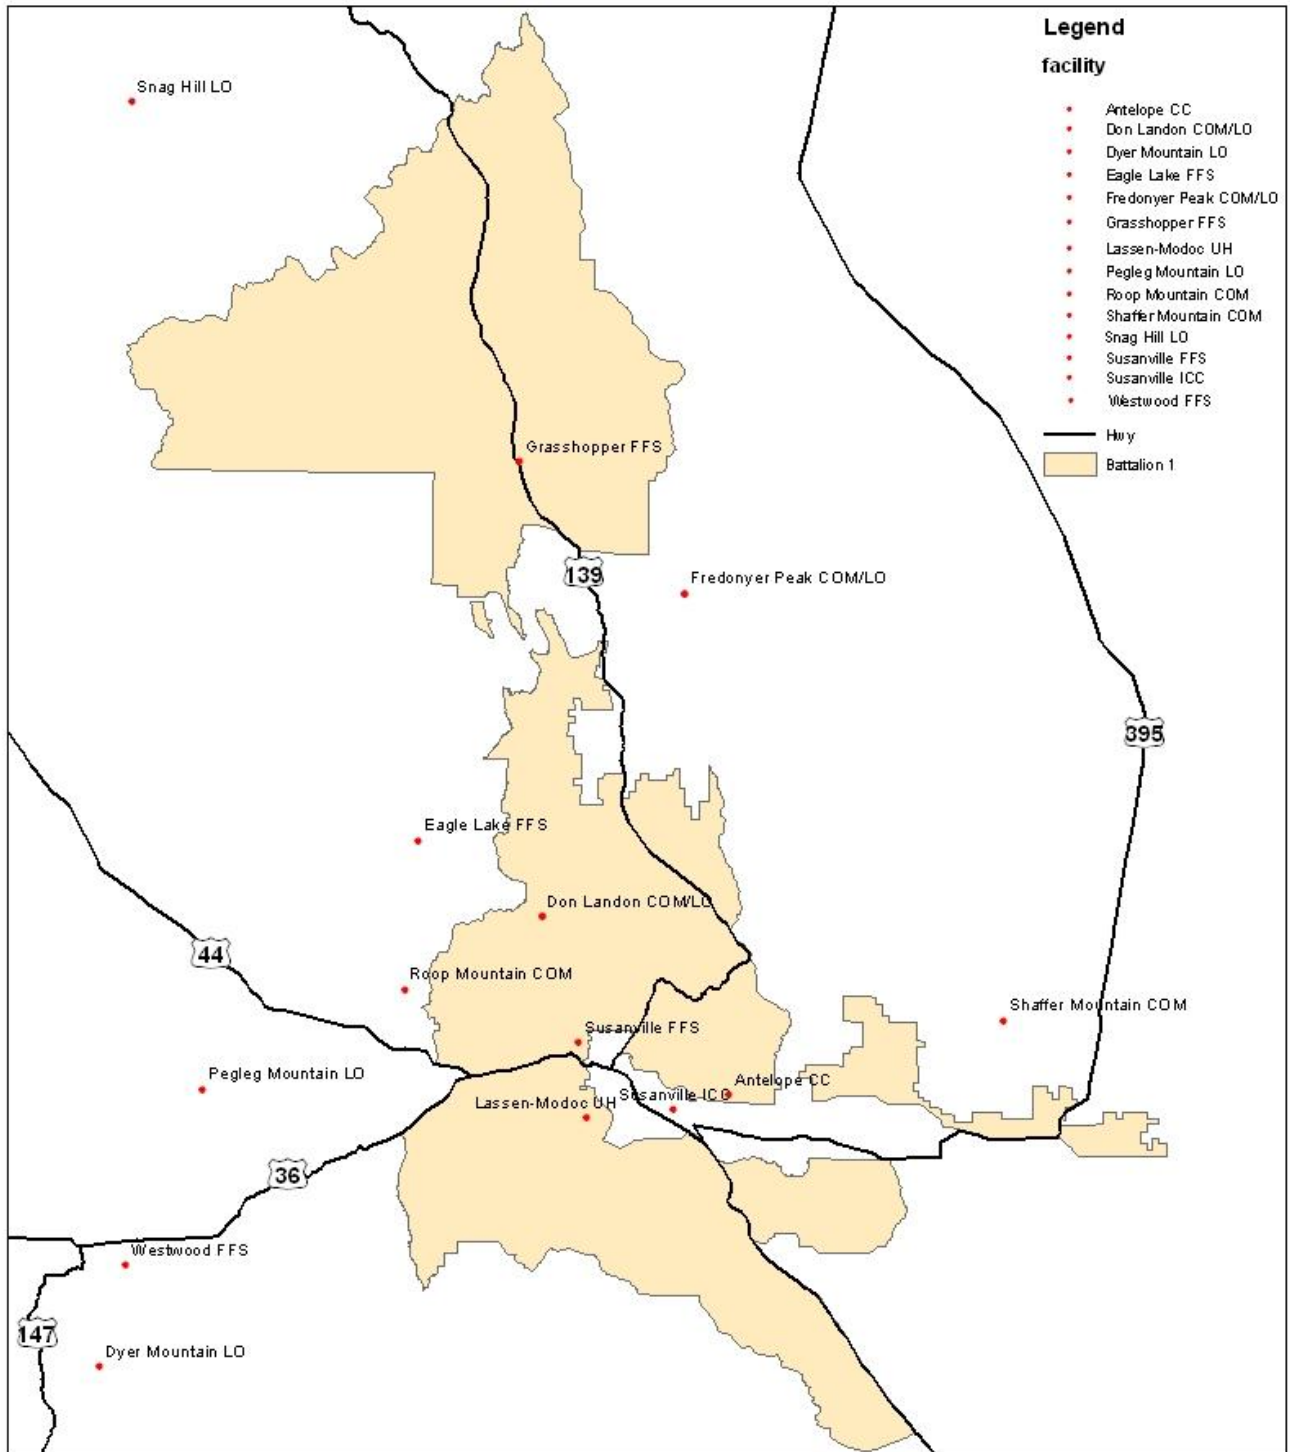 Legend
facility
Antelope CC
Don Landon COM/LO
Dyer Mountain LO
Eagle Lake FFS
Fredonyer Peak COM/LO
Grasshopper FFS
Lassen-Modoc UH
Pegleg Mountain LO
Roop Mountain COM
Shaffer Mountain COM
Snag Hill LO
Susanville FFS
Susanville ICC
Westwood FFS
Hwy
Battalion 1
Snag Hill LO
Grasshopper FFS
139
Fredonyer Peak COM/LO
395
Eagle Lake FFS
Don Landon COM/LO
44
Roop Mountain COM
Shaffer Mountain COM
Susanville FFS
Pegleg Mountain LO
Antelope CC
Lassen-Modoc UH
Susanville ICC
36
Westwood FFS
147
Dyer Mountain LO